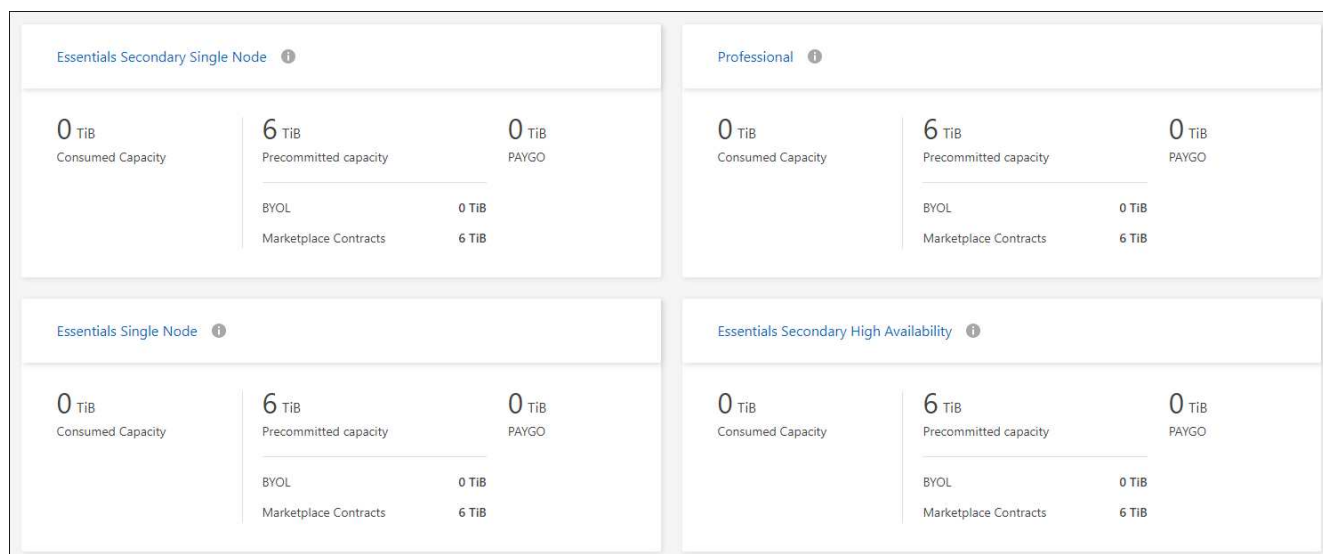 Essentials Secondary Single Node
0 TiB
Consumed Capacity
6 TiB
Precommitted capacity
0 TiB
PAYGO
BYOL 0 TiB
Marketplace Contracts 6 TiB
Professional
0 TiB
Consumed Capacity
6 TiB
Precommitted capacity
0 TiB
PAYGO
BYOL 0 TiB
Marketplace Contracts 6 TiB
Essentials Single Node
0 TiB
Consumed Capacity
6 TiB
Precommitted capacity
0 TiB
PAYGO
BYOL 0 TiB
Marketplace Contracts 6 TiB
Essentials Secondary High Availability
0 TiB
Consumed Capacity
6 TiB
Precommitted capacity
0 TiB
PAYGO
BYOL 0 TiB
Marketplace Contracts 6 TiB